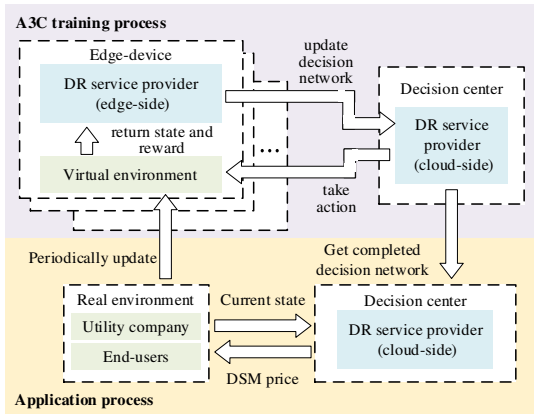 A3C training process
Edge-device
DR service provider
(edge-side)
return state and
reward
Virtual environment
...
update
decision
network
take
action
Decision center
DR service
provider
(cloud-side)
Periodically update
Get completed
decision network
Real environment
Utility company
End-users
Current state
DSM price
Decision center
DR service provider
(cloud-side)
Application process